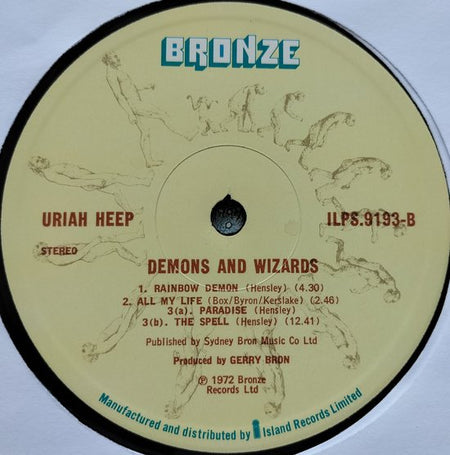 BRONZE
URIAH HEEP
ILPS.9193-B
STEREO
DEMONS AND WIZARDS
1. RAINBOW DEMON (Hensley) (4.30)
2. ALL MY LIFE (Box/Byron/Kerslake) (2.46)
3(a). PARADISE (Hensley)
3(b). THE SPELL (Hensley) (12.41)
Published by Sydney Bron Music Co Ltd
Produced by GERRY BRON
℗ 1972 Bronze
Records Ltd
Manufactured and distributed by Island Records Limited